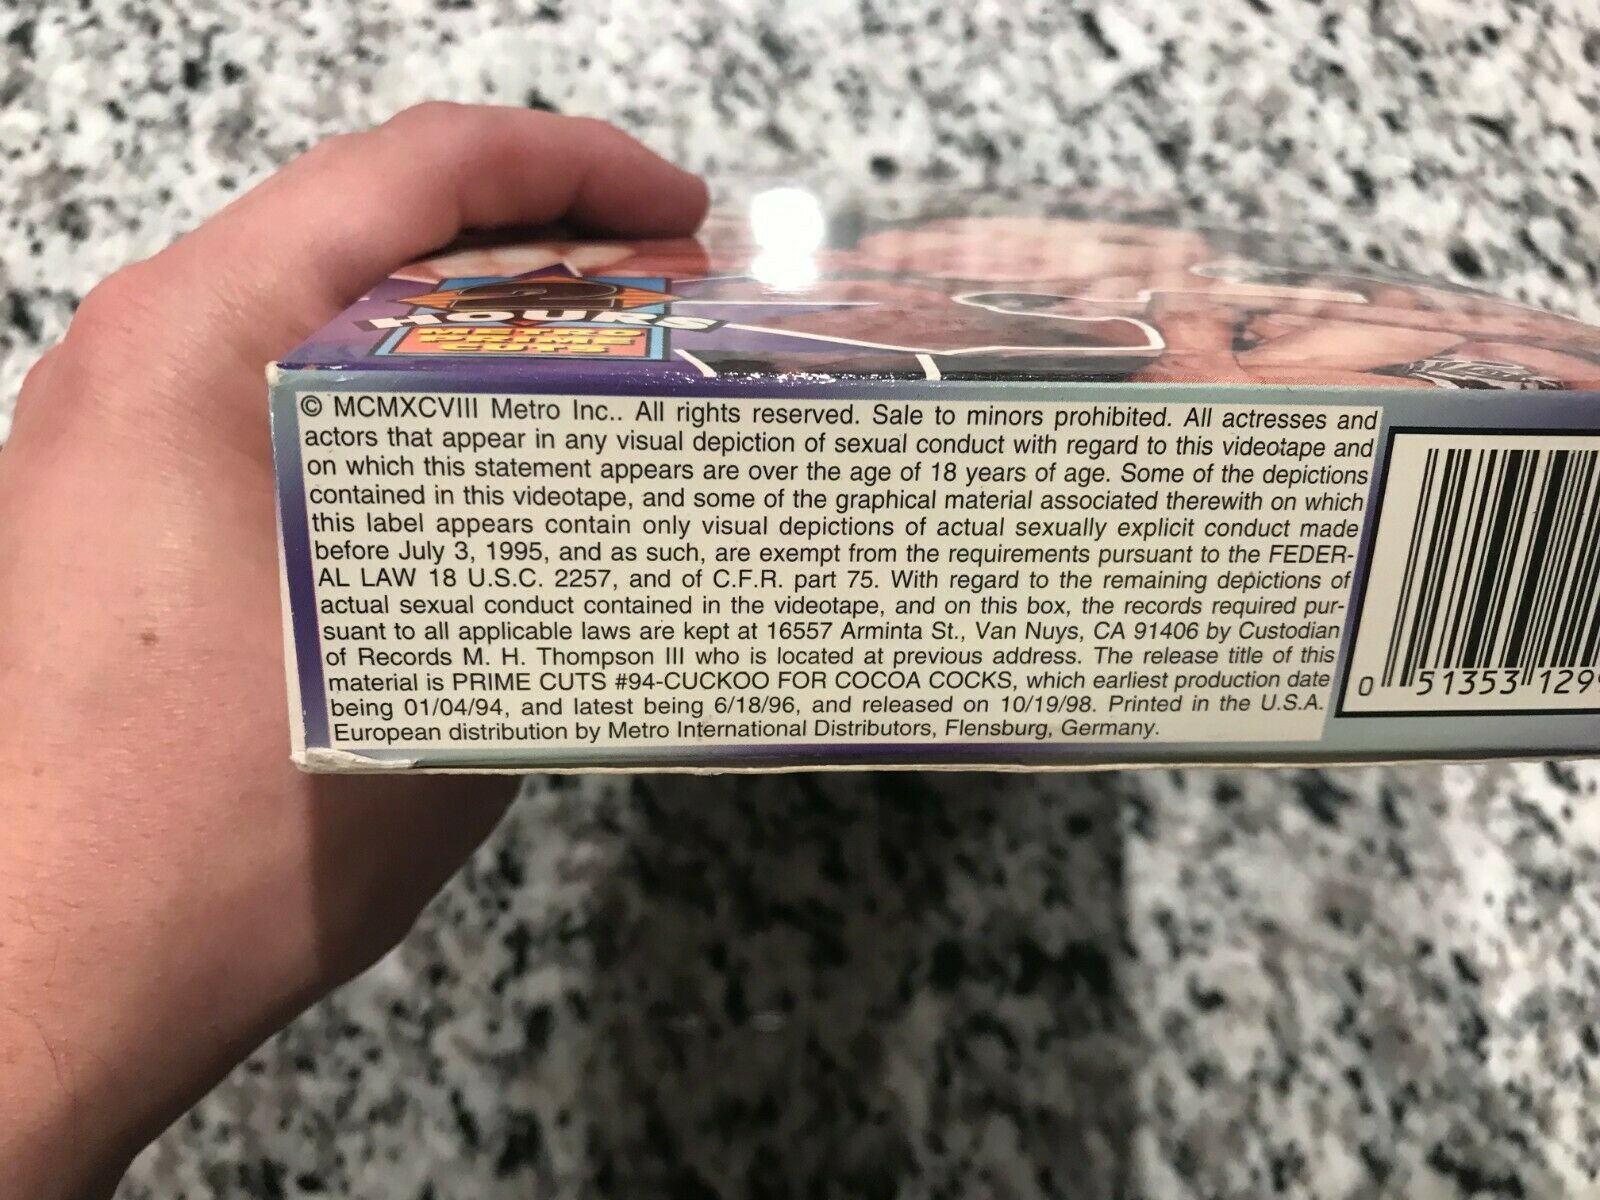 2
HOURS
METRO
PRIME
CUTS
© MCMXCVIII Metro Inc.. All rights reserved. Sale to minors prohibited. All actresses and
actors that appear in any visual depiction of sexual conduct with regard to this videotape and
on which this statement appears are over the age of 18 years of age. Some of the depictions
contained in this videotape, and some of the graphical material associated therewith on which
this label appears contain only visual depictions of actual sexually explicit conduct made
before July 3, 1995, and as such, are exempt from the requirements pursuant to the FEDER-
AL LAW 18 U.S.C. 2257, and of C.F.R. part 75. With regard to the remaining depictions of
actual sexual conduct contained in the videotape, and on this box, the records required pur-
suant to all applicable laws are kept at 16557 Arminta St., Van Nuys, CA 91406 by Custodian
of Records M. H. Thompson III who is located at previous address. The release title of this
material is PRIME CUTS #94-CUCKOO FOR COCOA COCKS, which earliest production date
being 01/04/94, and latest being 6/18/96, and released on 10/19/98. Printed in the U.S.A.
European distribution by Metro International Distributors, Flensburg, Germany.
0 51353 129